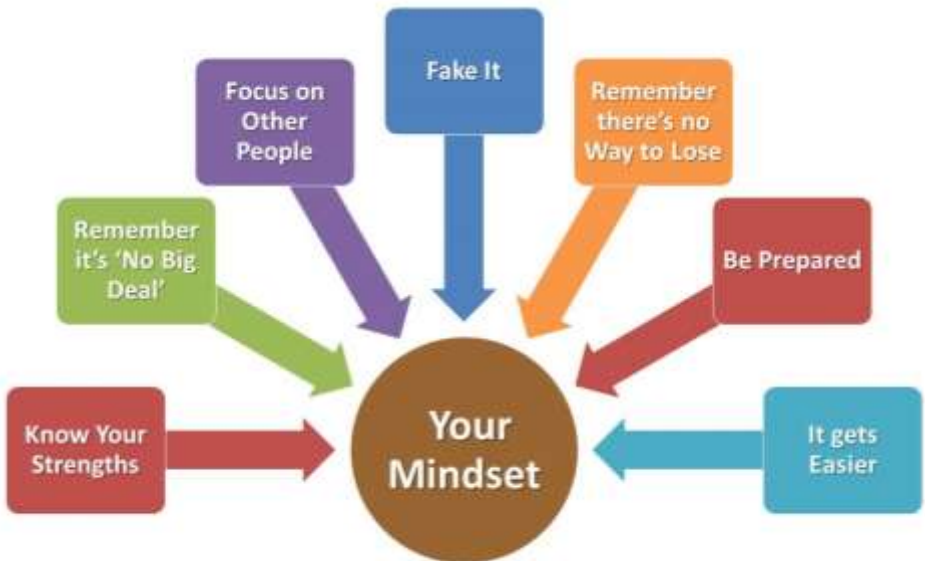 Know Your
Strengths
Remember
it's 'No Big
Deal'
Focus on
Other
People
Fake It
Remember
there's no
Way to Lose
Be Prepared
It gets
Easier
Your
Mindset